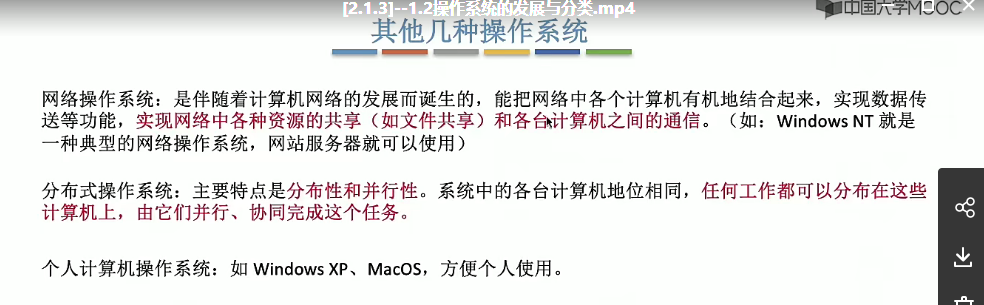 [2.1.3]--1.2操作系统的发展与分类.mp4
中国大学MOOC
其他几种操作系统
网络操作系统：是伴随着计算机网络的发展而诞生的，能把网络中各个计算机有机地结合起来，实现数据传
送等功能，实现网络中各种资源的共享（如文件共享）和各台计算机之间的通信。（如：Windows NT 就是
一种典型的网络操作系统，网站服务器就可以使用）
分布式操作系统：主要特点是分布性和并行性。系统中的各台计算机地位相同，任何工作都可以分布在这些
计算机上，由它们并行、协同完成这个任务。
个人计算机操作系统：如 Windows XP、MacOS，方便个人使用。